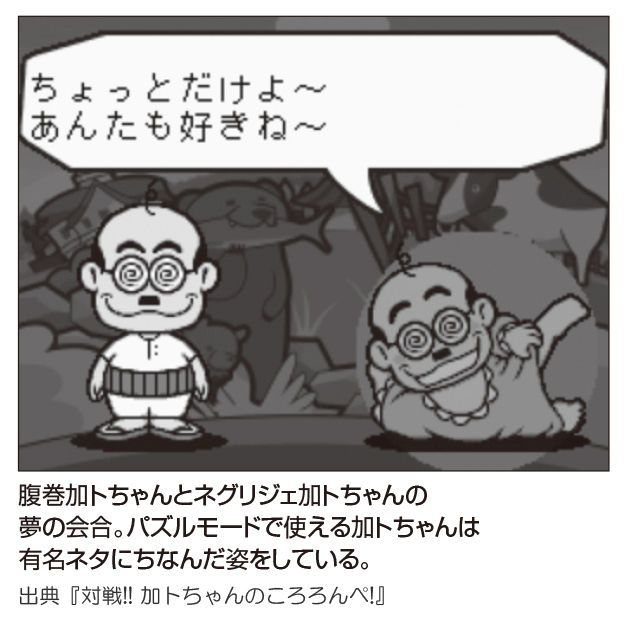 ちょっとだけよ～
あんたも好きね～
腹巻加トちゃんとネグリジェ加トちゃんの
夢の会合。パズルモードで使える加トちゃんは
有名ネタにちなんだ姿をしている。
出典『対戦!! 加トちゃんのころろんぺ!』